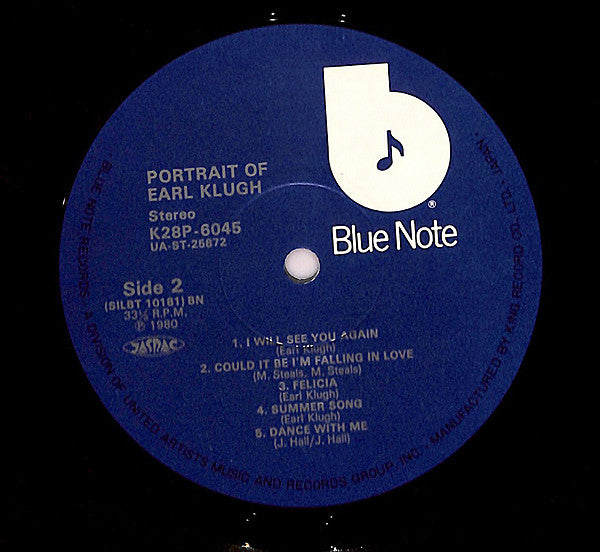 PORTRAIT OF
EARL KLUGH
Stereo
K28P-6045
UA-ST-25872
®
Blue Note
Side 2
(SILBT 10181) BN
33⅓ R.P.M.
℗ 1980
JASRAC
1. I WILL SEE YOU AGAIN
(Earl Klugh)
2. COULD IT BE I'M FALLING IN LOVE
(M. Steals, M. Steals)
3. FELICIA
(Earl Klugh)
4. SUMMER SONG
(Earl Klugh)
5. DANCE WITH ME
(J. Hall/J. Hall)
BLUE NOTE RECORDS · A DIVISION OF UNITED ARTISTS MUSIC AND RECORDS GROUP, INC. · MANUFACTURED BY KING RECORD CO., LTD., JAPAN ·